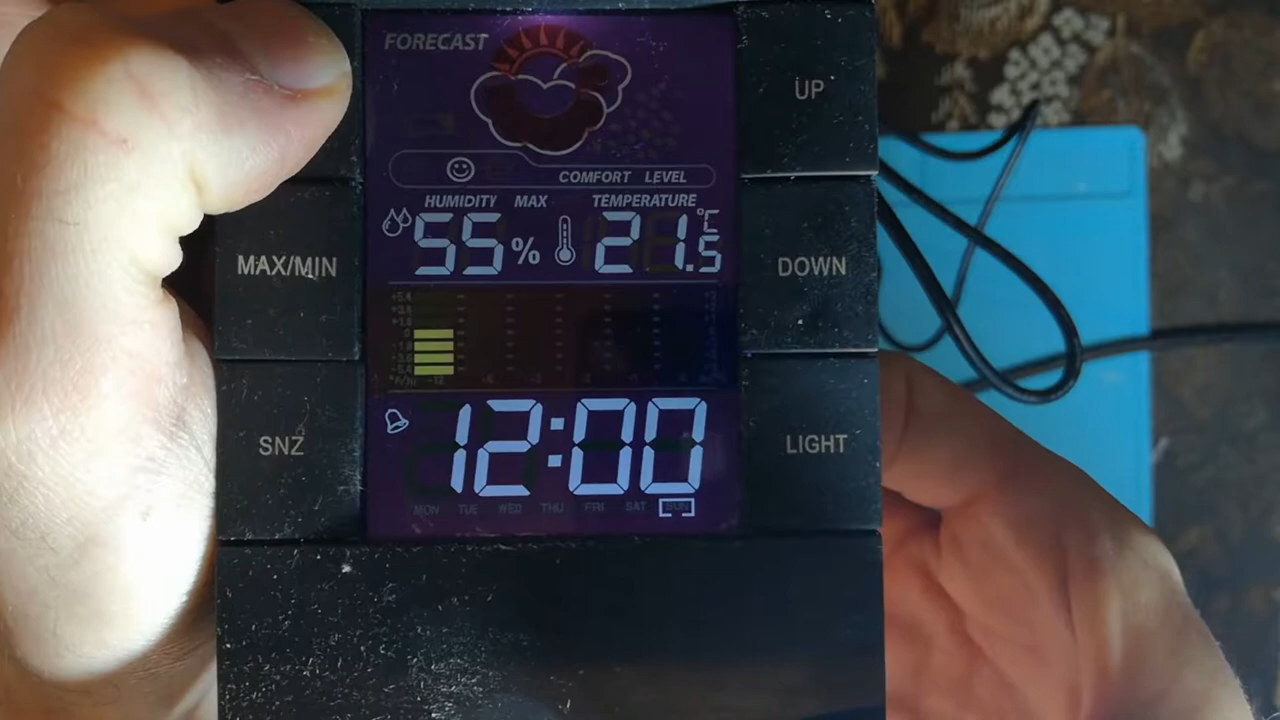 FORECAST
UP
COMFORT LEVEL
HUMIDITY MAX TEMPERATURE
55% 21.5°C
MAX/MIN
DOWN
12:00
SNZ
LIGHT
MON TUE WED THU FRI SAT SUN